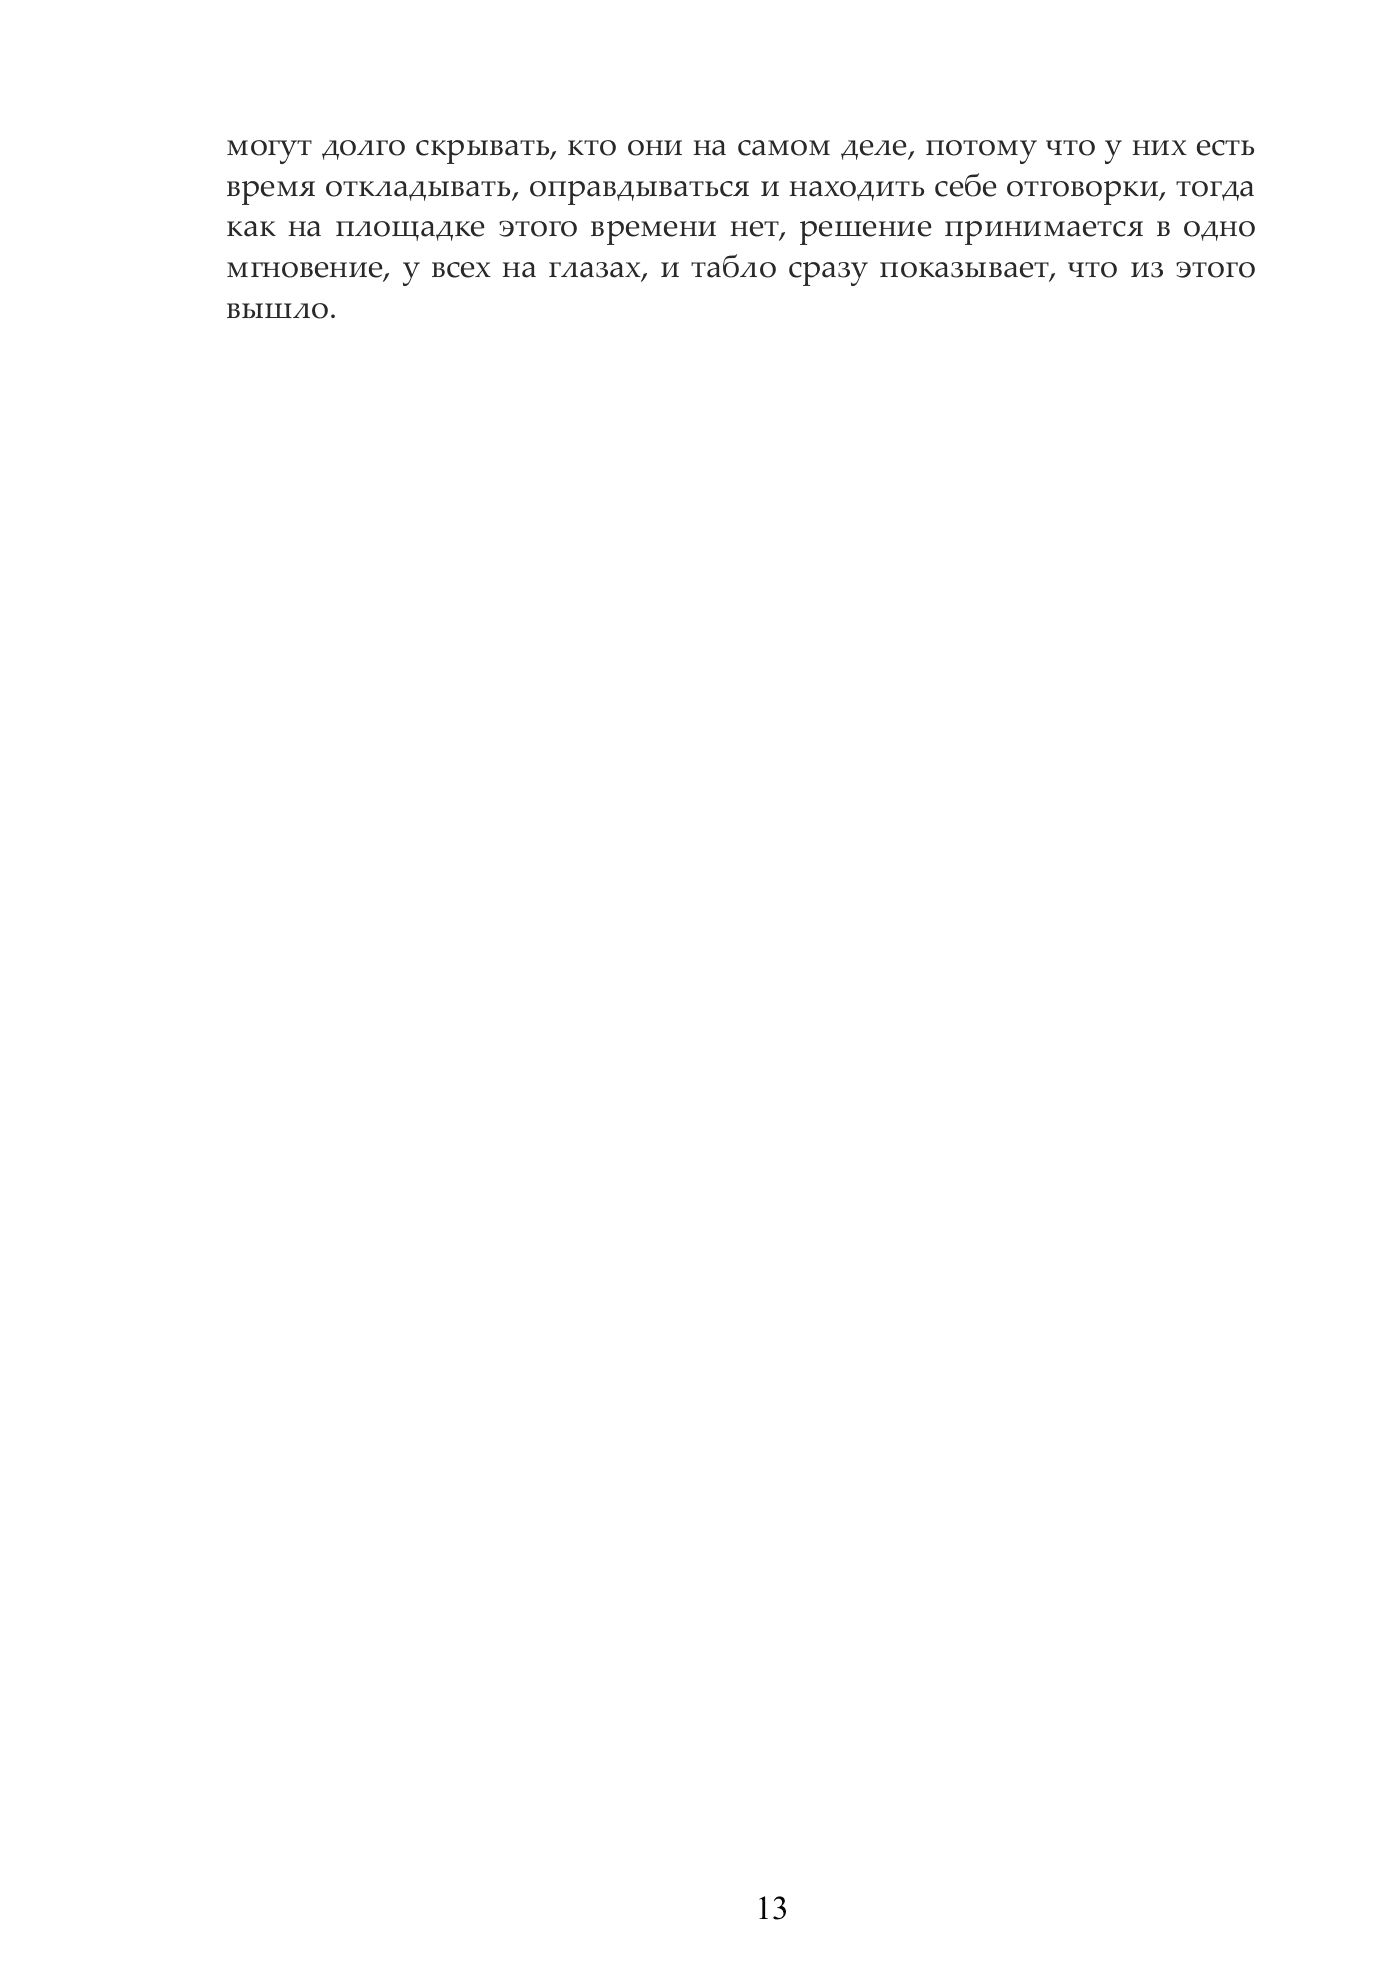 могут долго скрывать, кто они на самом деле, потому что у них есть
время откладывать, оправдываться и находить себе отговорки, тогда
как на площадке этого времени нет, решение принимается в одно
мгновение, у всех на глазах, и табло сразу показывает, что из этого
вышло.
13